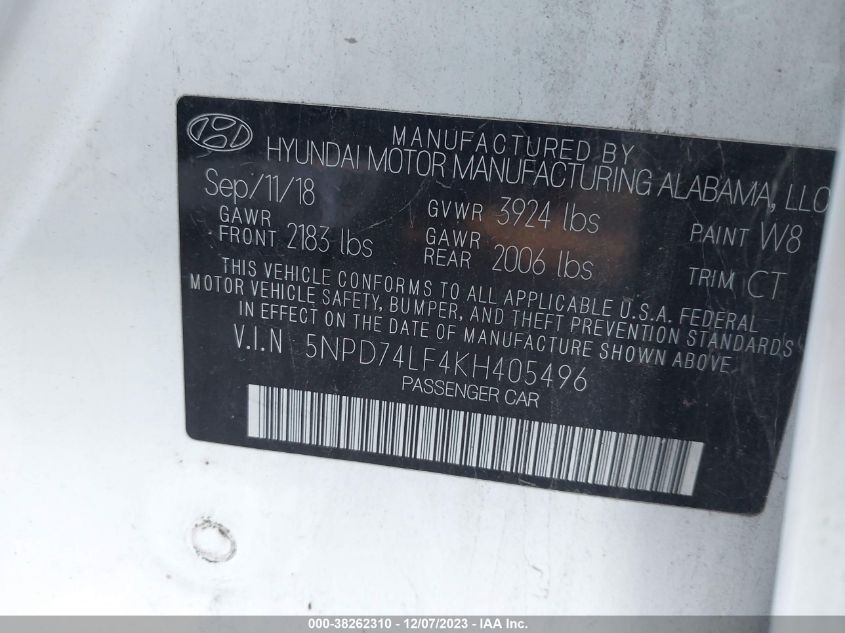 MANUFACTURED BY
HYUNDAI MOTOR MANUFACTURING ALABAMA, LLC
Sep/11/18
GVWR 3924 lbs
PAINT W8
GAWR
FRONT 2183 lbs
GAWR
REAR 2006 lbs
TRIM CT
THIS VEHICLE CONFORMS TO ALL APPLICABLE U.S.A. FEDERAL
MOTOR VEHICLE SAFETY, BUMPER, AND THEFT PREVENTION STANDARDS
IN EFFECT ON THE DATE OF MANUFACTURE SHOWN ABOVE.
V.I.N 5NPD74LF4KH405496
PASSENGER CAR
000-38262310 - 12/07/2023 - IAA Inc.